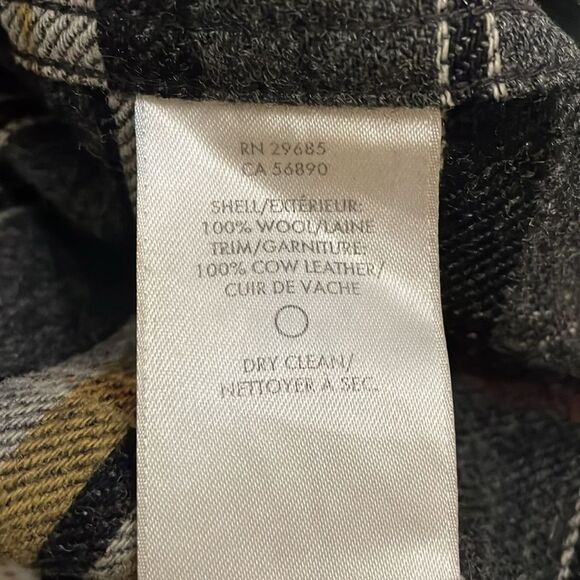 RN 29685
CA 56890
SHELL/EXTÉRIEUR:
100% WOOL/LAINE
TRIM/GARNITURE:
100% COW LEATHER/
CUIR DE VACHE
DRY CLEAN/
NETTOYER A SEC.